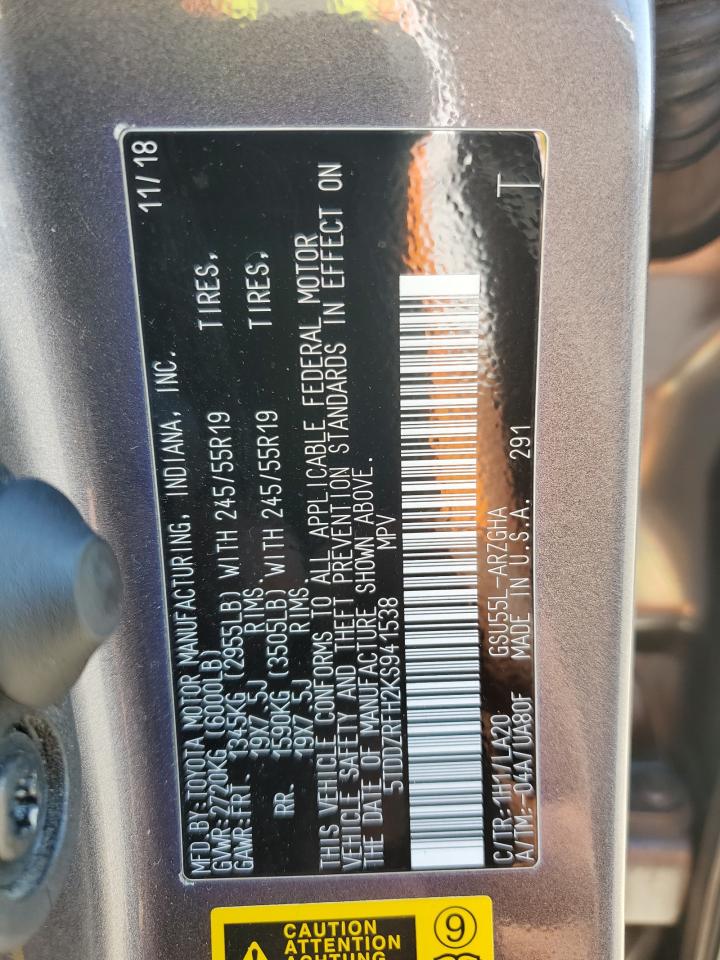 MFD.BY:TOYOTA MOTOR MANUFACTURING, INDIANA, INC. 11/18
GVWR:2720KG (6000LB)
GAWR:FRT. 1345KG (2955LB) WITH 245/55R19 TIRES,
19X7.5J RIMS.
RR. 1590KG (3505LB) WITH 245/55R19 TIRES,
19X7.5J RIMS.
THIS VEHICLE CONFORMS TO ALL APPLICABLE FEDERAL MOTOR
VEHICLE SAFETY AND THEFT PREVENTION STANDARDS IN EFFECT ON
THE DATE OF MANUFACTURE SHOWN ABOVE.
5TDDZRFH2KS941538 MPV
C/TR:1H1/LA20 GSU55L-ARZGHA
A/TM:-04A/UA80F MADE IN U.S.A. 291 T
CAUTION
ATTENTION
ACHTUNG
9